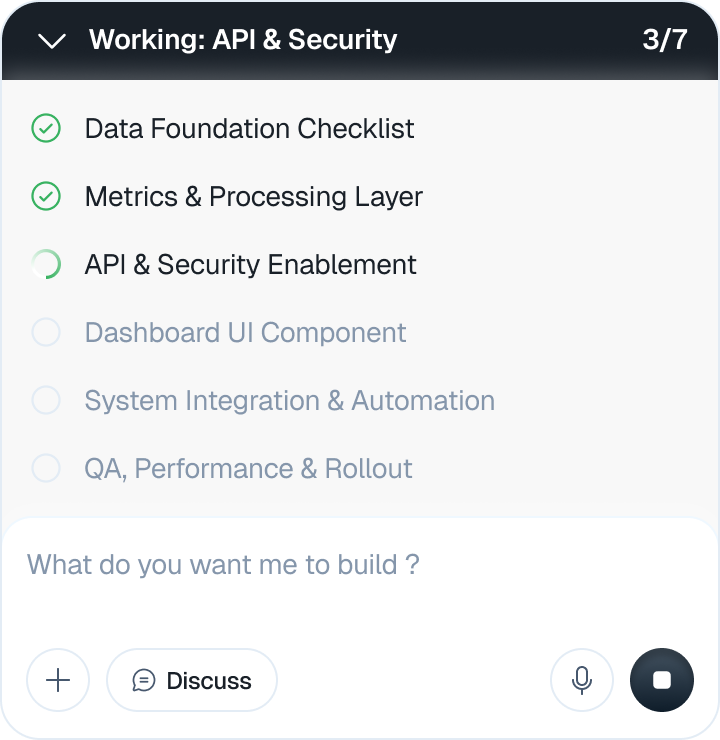 Working: API & Security 3/7
Data Foundation Checklist
Metrics & Processing Layer
API & Security Enablement
Dashboard UI Component
System Integration & Automation
QA, Performance & Rollout
What do you want me to build ?
Discuss